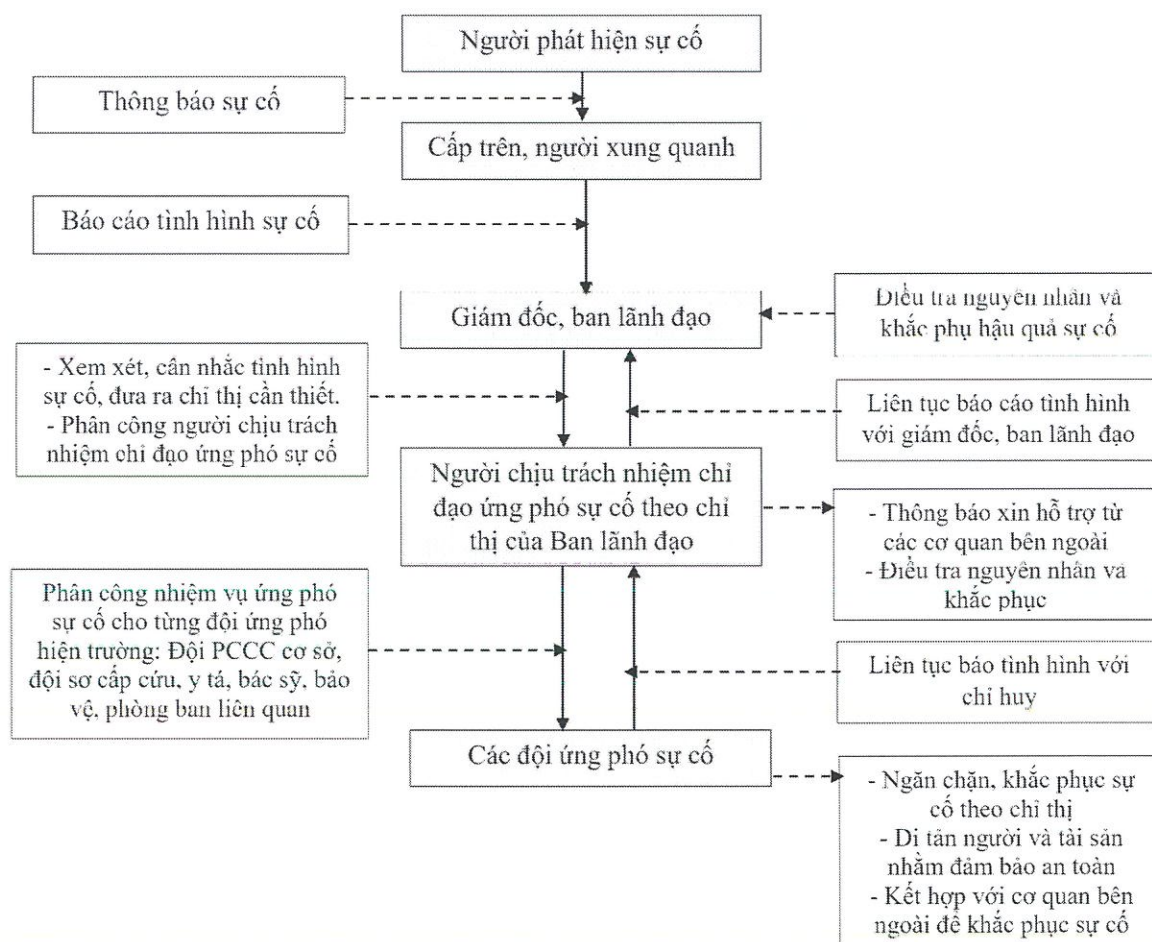 Người phát hiện sự cố
Thông báo sự cố
Cấp trên, người xung quanh
Báo cáo tình hình sự cố
Giám đốc, ban lãnh đạo
Điều tra nguyên nhân và
khắc phụ hậu quả sự cố
- Xem xét, cân nhắc tình hình
sự cố, đưa ra chỉ thị cần thiết.
- Phân công người chịu trách
nhiệm chỉ đạo ứng phó sự cố
Liên tục báo cáo tình hình
với giám đốc, ban lãnh đạo
Người chịu trách nhiệm chỉ
đạo ứng phó sự cố theo chỉ
thị của Ban lãnh đạo
- Thông báo xin hỗ trợ từ
các cơ quan bên ngoài
- Điều tra nguyên nhân và
khắc phục
Phân công nhiệm vụ ứng phó
sự cố cho từng đội ứng phó
hiện trường: Đội PCCC cơ sở,
đội sơ cấp cứu, y tá, bác sỹ, bảo
vệ, phòng ban liên quan
Liên tục báo tình hình với
chỉ huy
Các đội ứng phó sự cố
- Ngăn chặn, khắc phục sự
cố theo chỉ thị
- Di tản người và tài sản
nhằm đảm bảo an toàn
- Kết hợp với cơ quan bên
ngoài để khắc phục sự cố